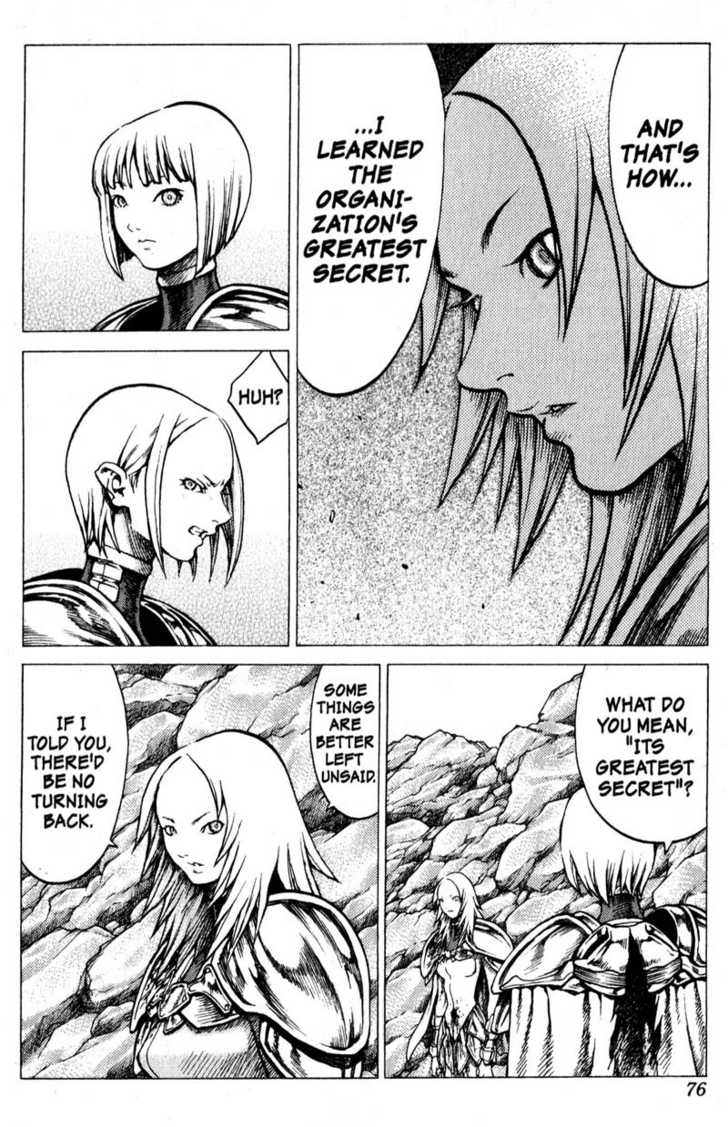 AND
THAT'S
HOW...
...I
LEARNED
THE
ORGANI-
ZATION'S
GREATEST
SECRET.
HUH?
WHAT DO
YOU MEAN,
"ITS
GREATEST
SECRET"?
SOME
THINGS
ARE
BETTER
LEFT
UNSAID.
IF I
TOLD YOU,
THERE'D
BE NO
TURNING
BACK.
76